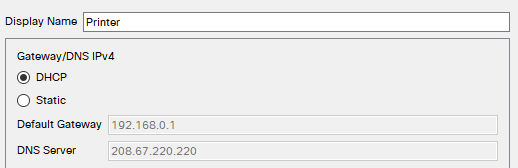 Display Name Printer
Gateway/DNS IPv4
DHCP
Static
Default Gateway 192.168.0.1
DNS Server 208.67.220.220